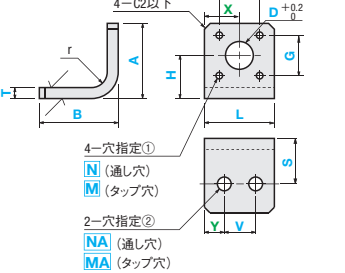 4−C2以下
X
D +0.2 0
r
A
G
H
T
B
L
4−穴指定①
N (通し穴)
M (タップ穴)
S
2−穴指定②
NA (通し穴)
MA (タップ穴)
Y
V